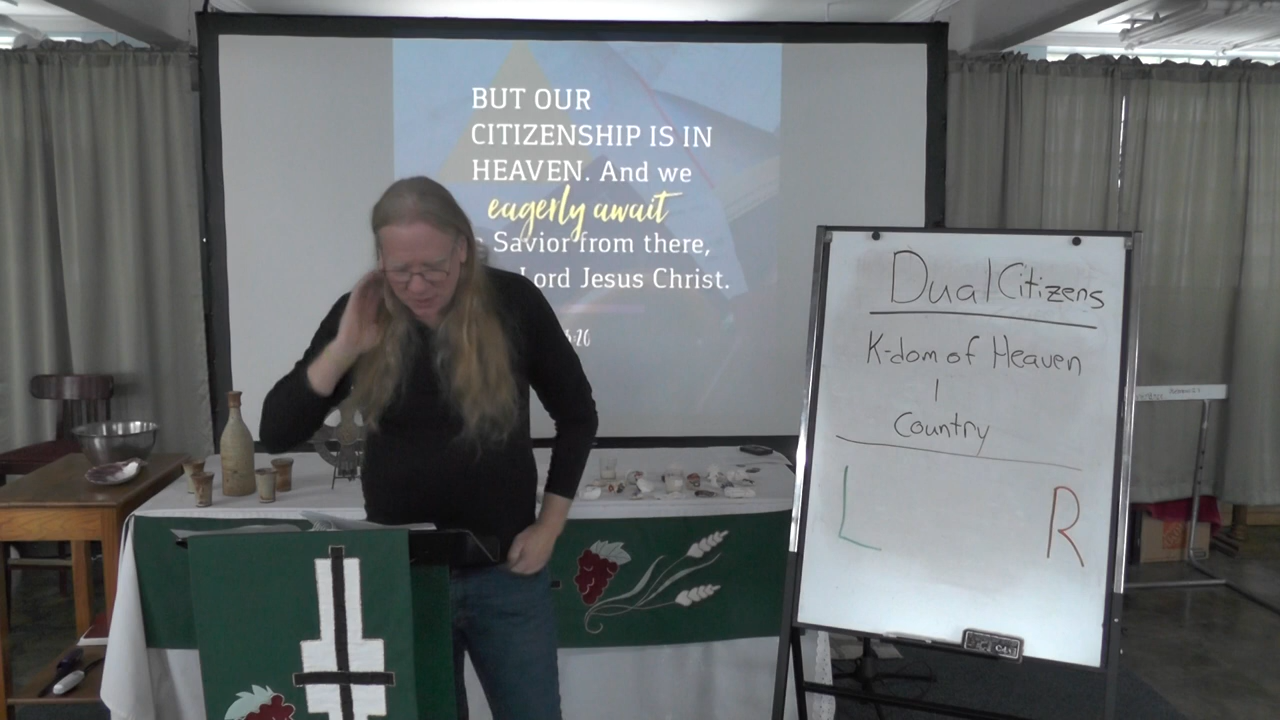 BUT OUR
CITIZENSHIP IS IN
HEAVEN. And we
eagerly await
Savior from there,
Lord Jesus Christ.
:20
Dual Citizens
K-dom of Heaven
Country
L
R